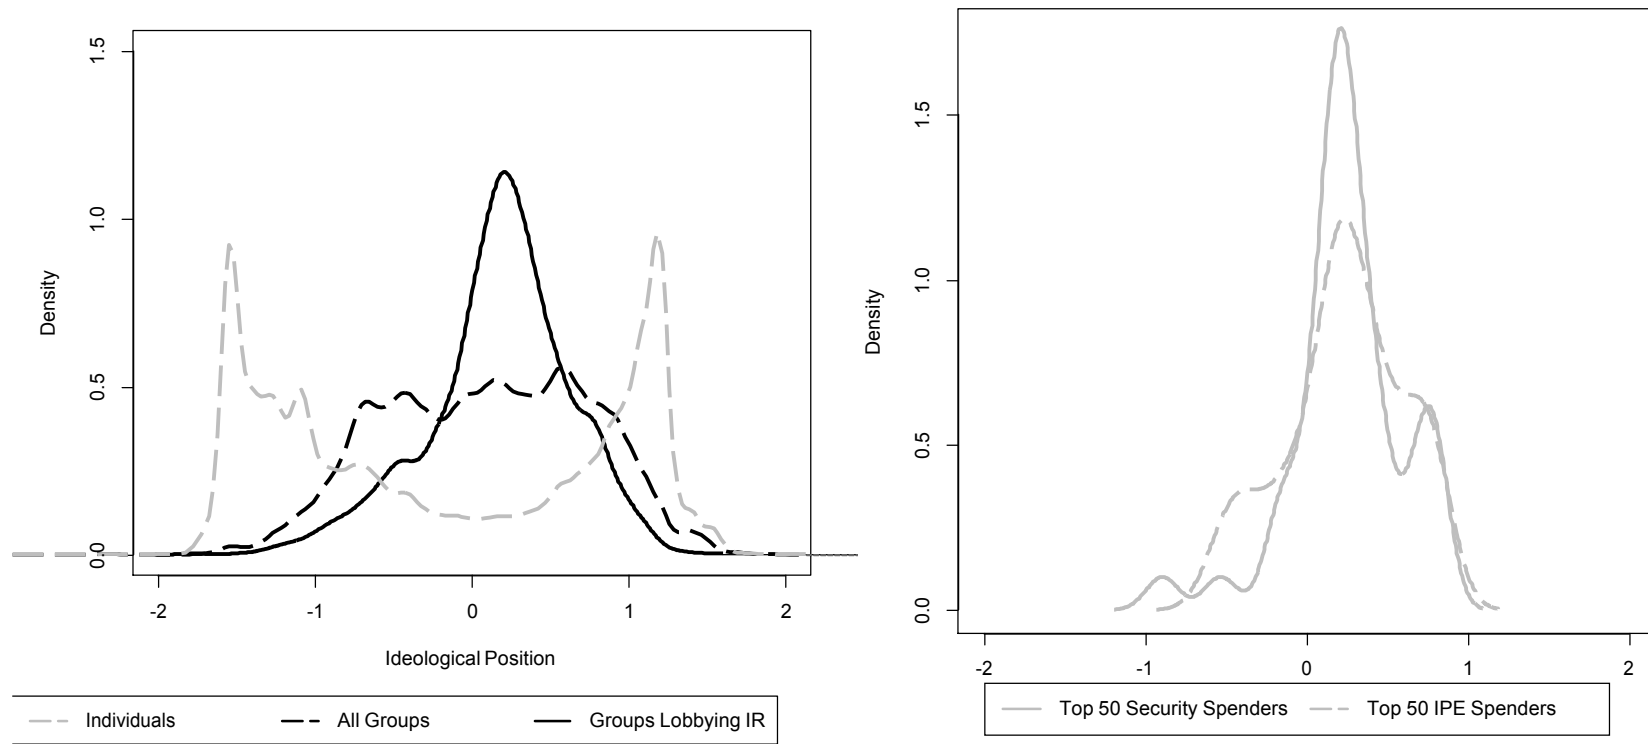 1.5
1.0
0.5
0.0
Density
-2 -1 0 1 2
Ideological Position
Individuals All Groups Groups Lobbying IR
1.5
1.0
0.5
0.0
Density
-2 -1 0 1 2
Top 50 Security Spenders Top 50 IPE Spenders